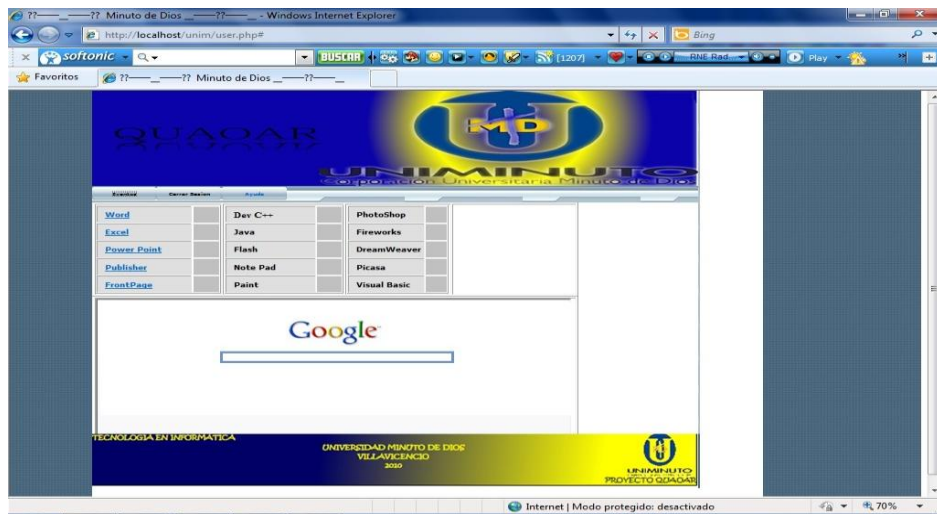 ??——_——?? Minuto de Dios _——??——_ - Windows Internet Explorer
http://localhost/unim/user.php#
Bing
softonic
BUSCAR
[1207]
RNE Rad
Play
Favoritos
??——_——?? Minuto de Dios _——??——_
QUAOAR
UMD
UNIMINUTO
Corporacion Universitaria Minuto de Dios
Eventos Cerrar Sesion Ayuda
Word Dev C++ PhotoShop
Excel Java Fireworks
Power Point Flash DreamWeaver
Publisher Note Pad Picasa
FrontPage Paint Visual Basic
Google
TECNOLOGIA EN INFORMATICA
UNIVERSIDAD MINUTO DE DIOS
VILLAVICENCIO
2010
UNIMINUTO
PROYECTO QUAOAR
Internet | Modo protegido: desactivado
70%